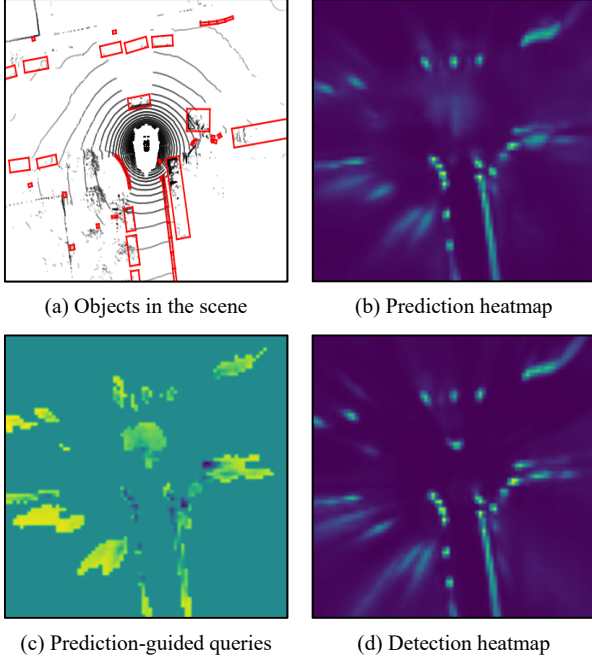 (a) Objects in the scene
(b) Prediction heatmap
(c) Prediction-guided queries
(d) Detection heatmap